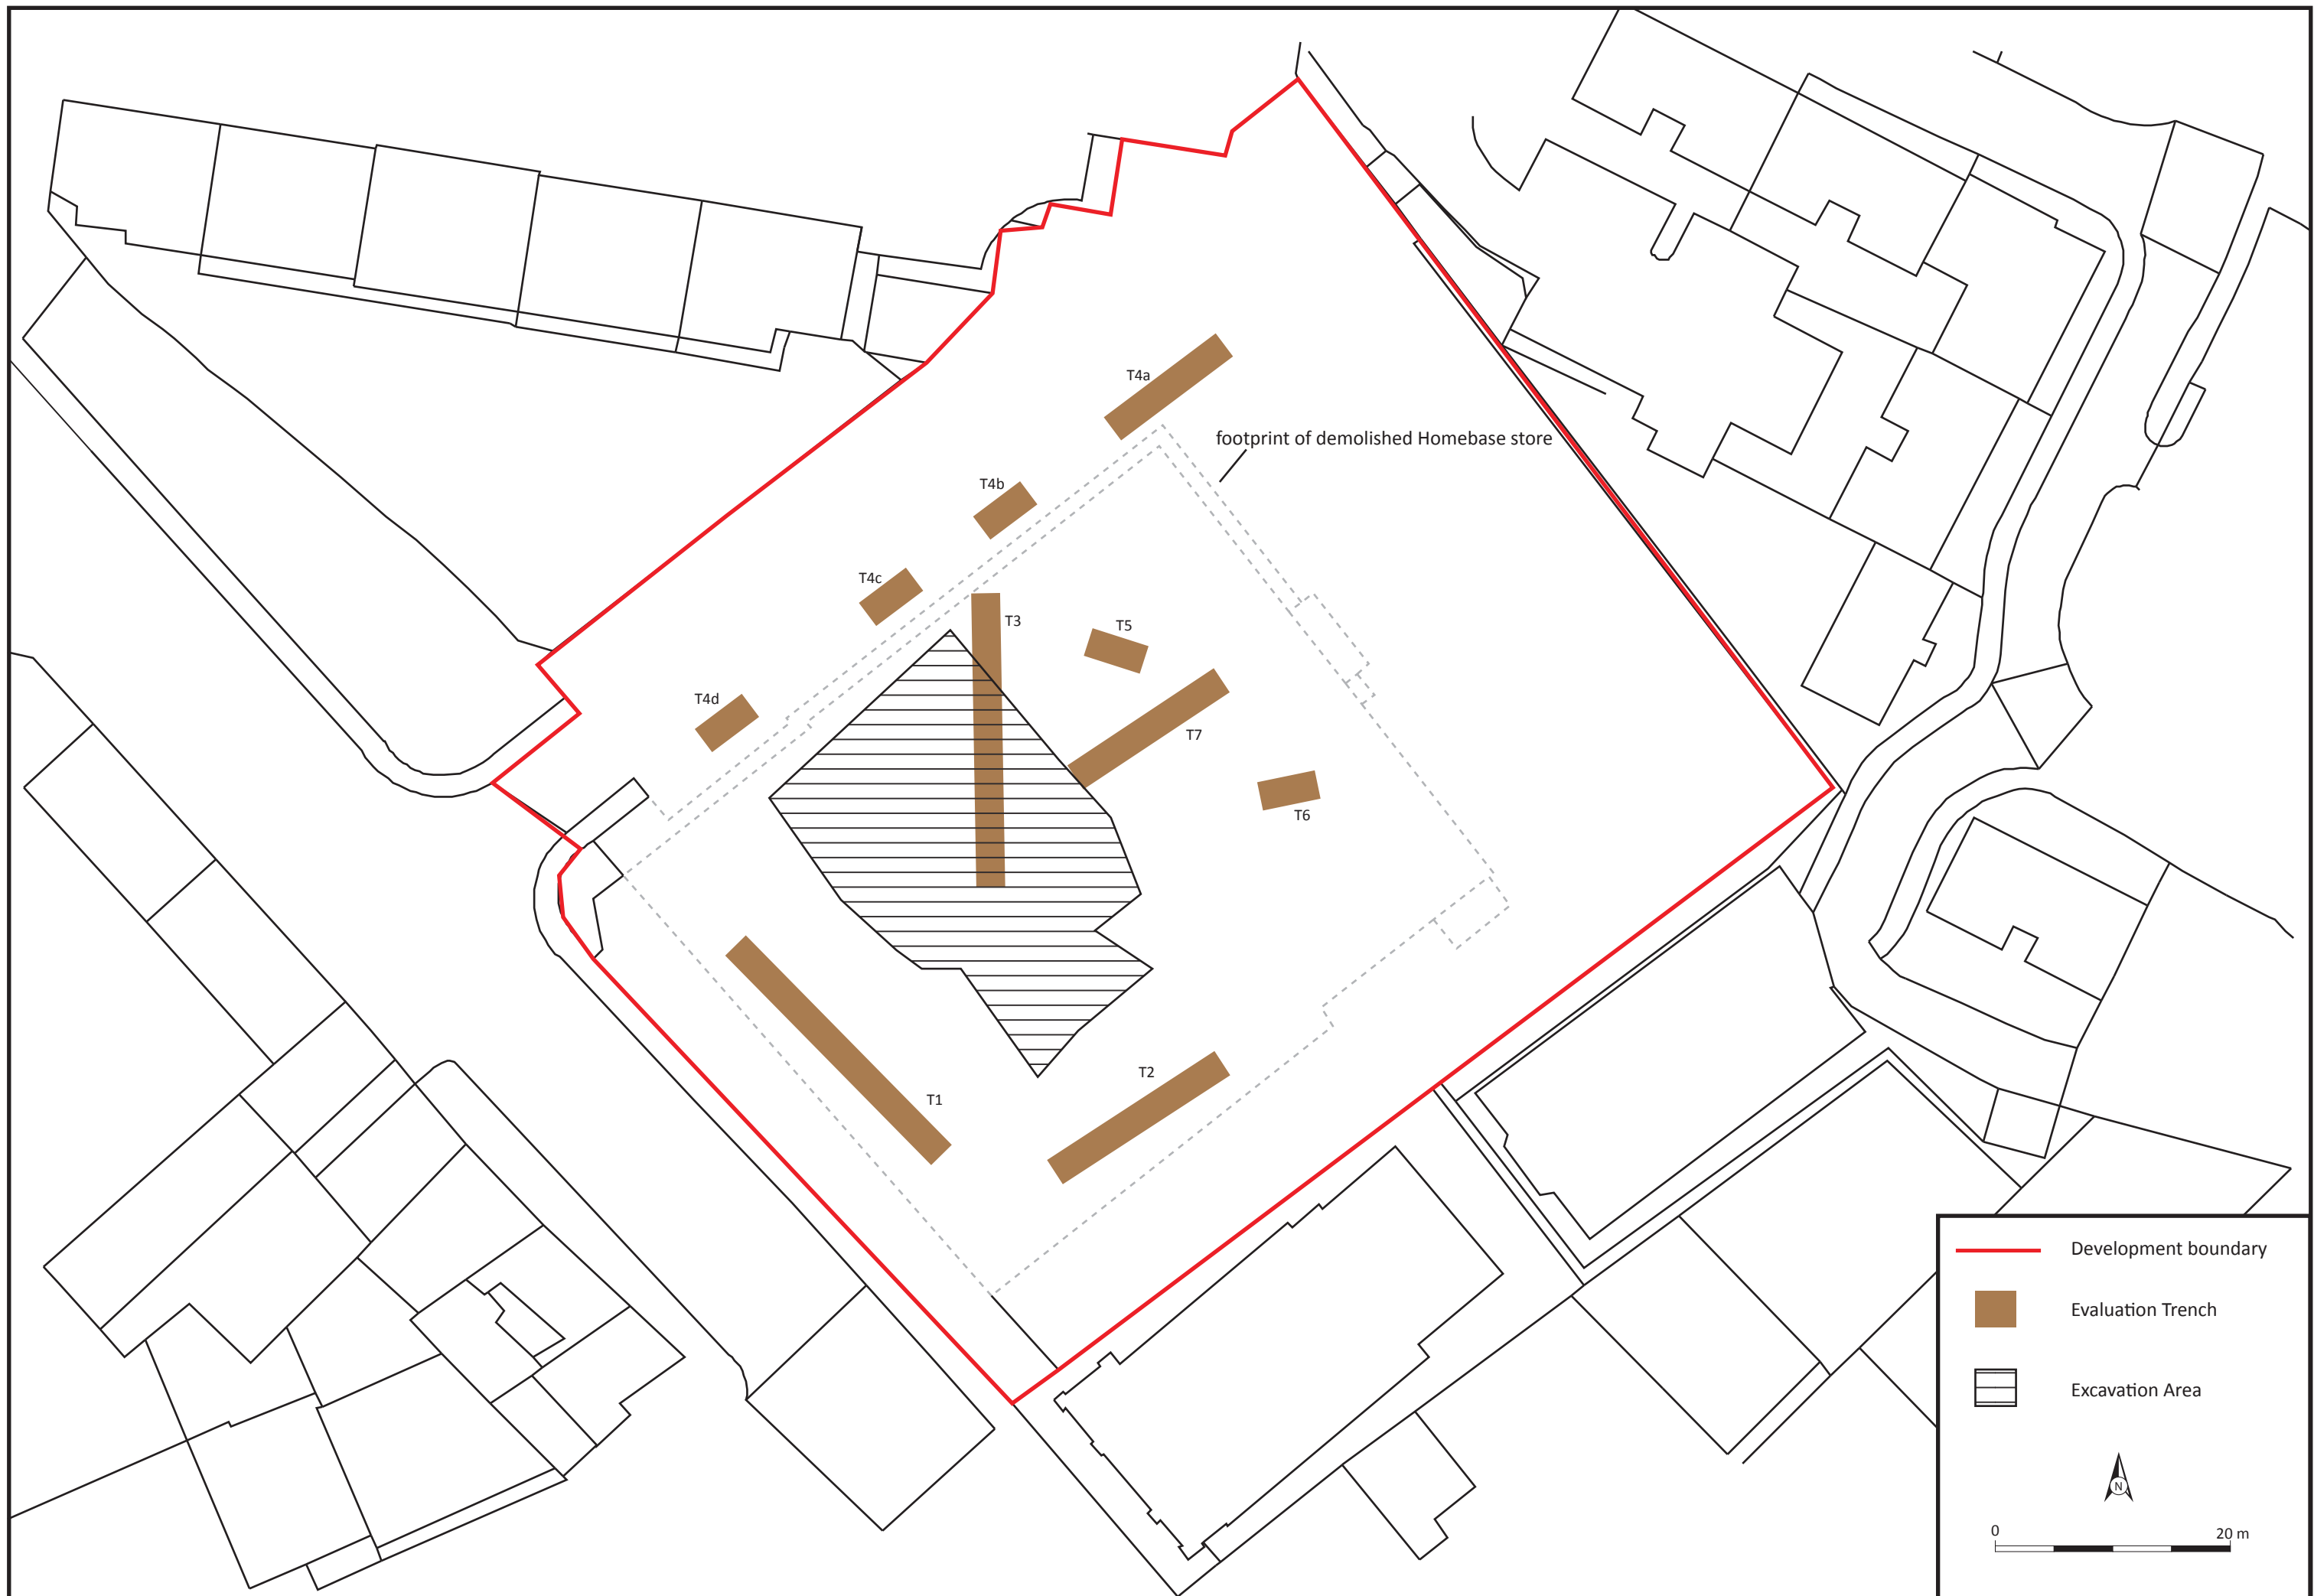 T4a
footprint of demolished Homebase store
T4b
T4c
T3
T5
T4d
T7
T6
T1
T2
Development boundary
Evaluation Trench
Excavation Area
N
0 20 m